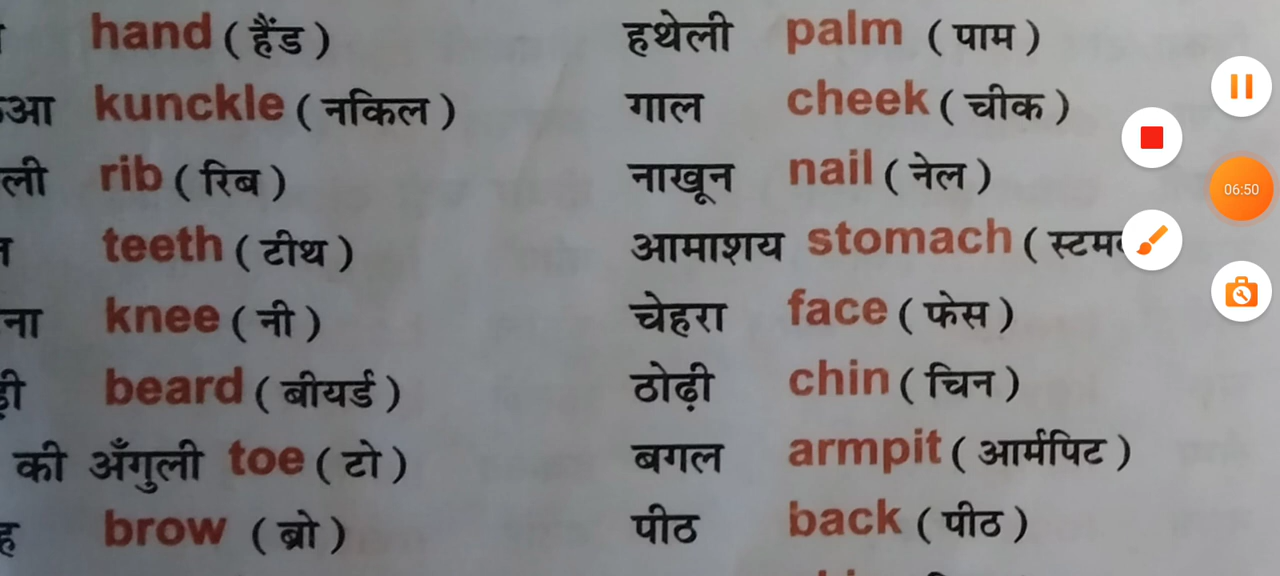 hand ( हैंड ) हथेली palm ( पाम )
kunckle ( नकिल ) गाल cheek ( चीक )
rib ( रिब ) नाखून nail ( नेल )
teeth ( टीथ ) आमाशय stomach (
knee ( नी ) चेहरा face ( फेस )
beard ( बीयर्ड ) ठोढ़ी chin ( चिन )
की अँगुली toe ( टो ) बगल armpit ( आर्मपिट )
brow ( ब्रो ) पीठ back ( पीठ )
06:50